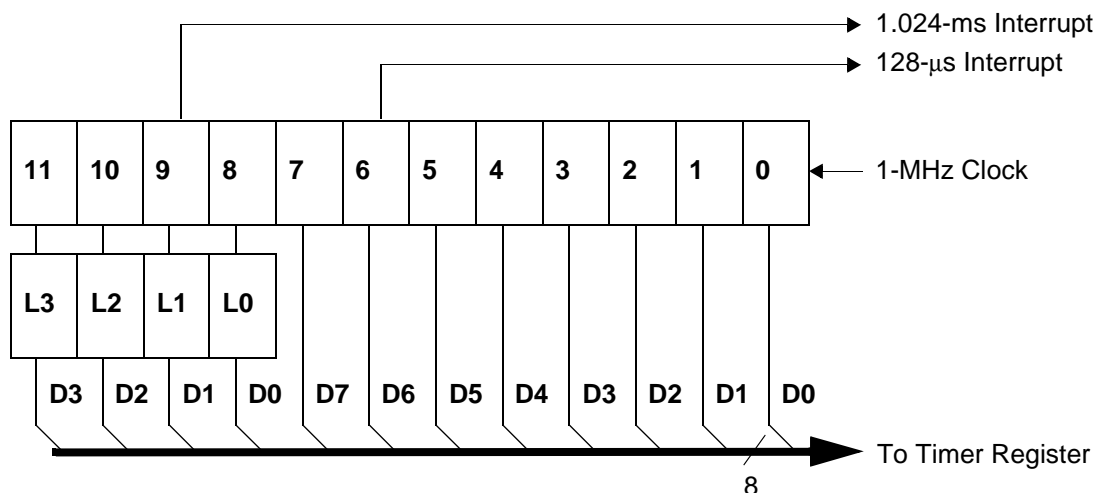 1.024-ms Interrupt
128-μs Interrupt
11 10 9 8 7 6 5 4 3 2 1 0
1-MHz Clock
L3 L2 L1 L0
D3 D2 D1 D0 D7 D6 D5 D4 D3 D2 D1 D0
To Timer Register
8